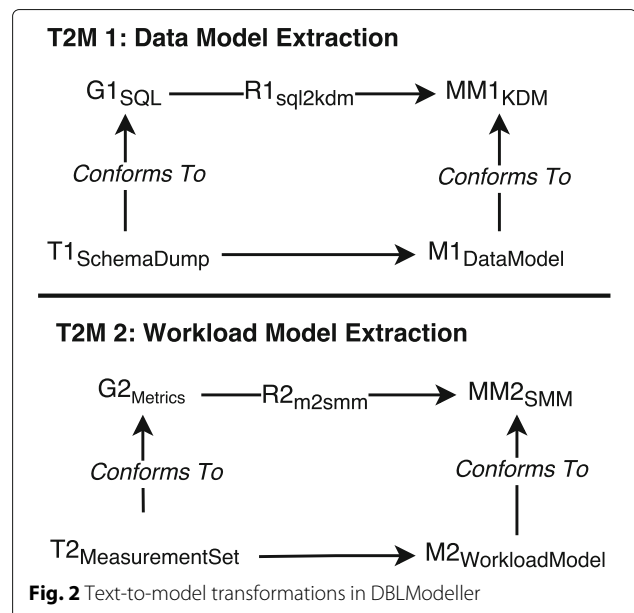 T2M 1: Data Model Extraction
G1SQL R1sql2kdm MM1KDM
Conforms To Conforms To
T1SchemaDump M1DataModel
T2M 2: Workload Model Extraction
G2Metrics R2m2smm MM2SMM
Conforms To Conforms To
T2MeasurementSet M2WorkloadModel
Fig. 2 Text-to-model transformations in DBLModeller